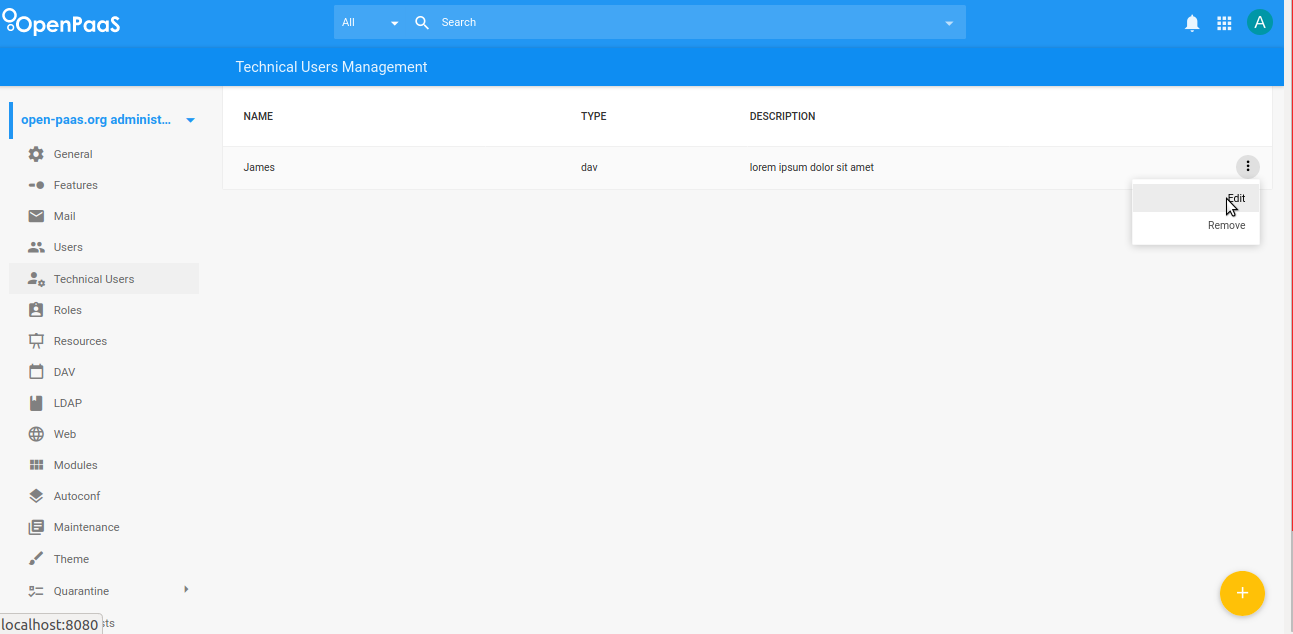 OpenPaaS
All
Search
A
Technical Users Management
open-paas.org administ...
General
Features
Mail
Users
Technical Users
Roles
Resources
DAV
LDAP
Web
Modules
Autoconf
Maintenance
Theme
Quarantine
sts
localhost:8080
NAME TYPE DESCRIPTION
James dav lorem ipsum dolor sit amet
Edit
Remove
+